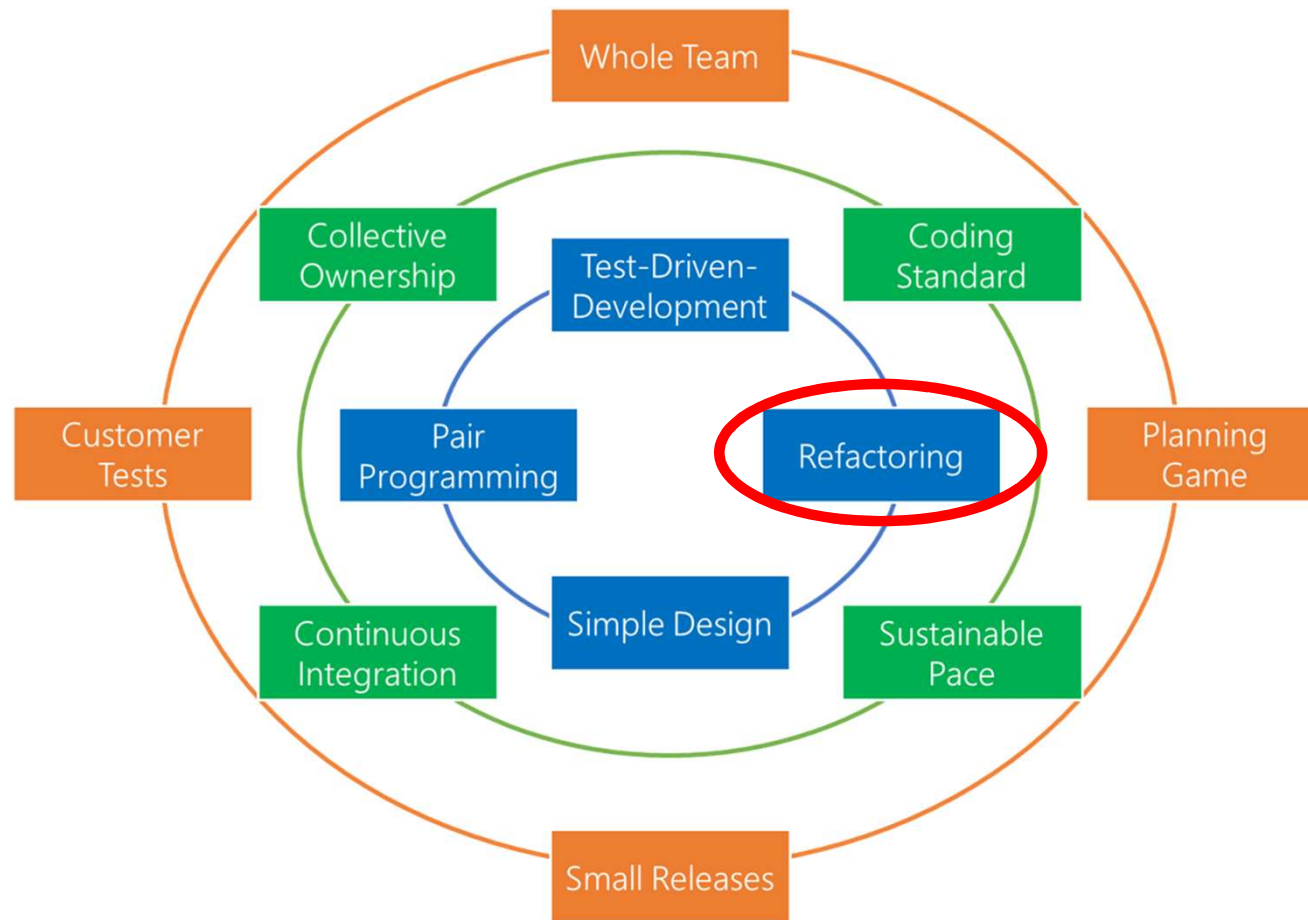 Whole Team
Collective
Ownership
Coding
Standard
Test-Driven-
Development
Customer
Tests
Pair
Programming
Refactoring
Planning
Game
Continuous
Integration
Simple Design
Sustainable
Pace
Small Releases